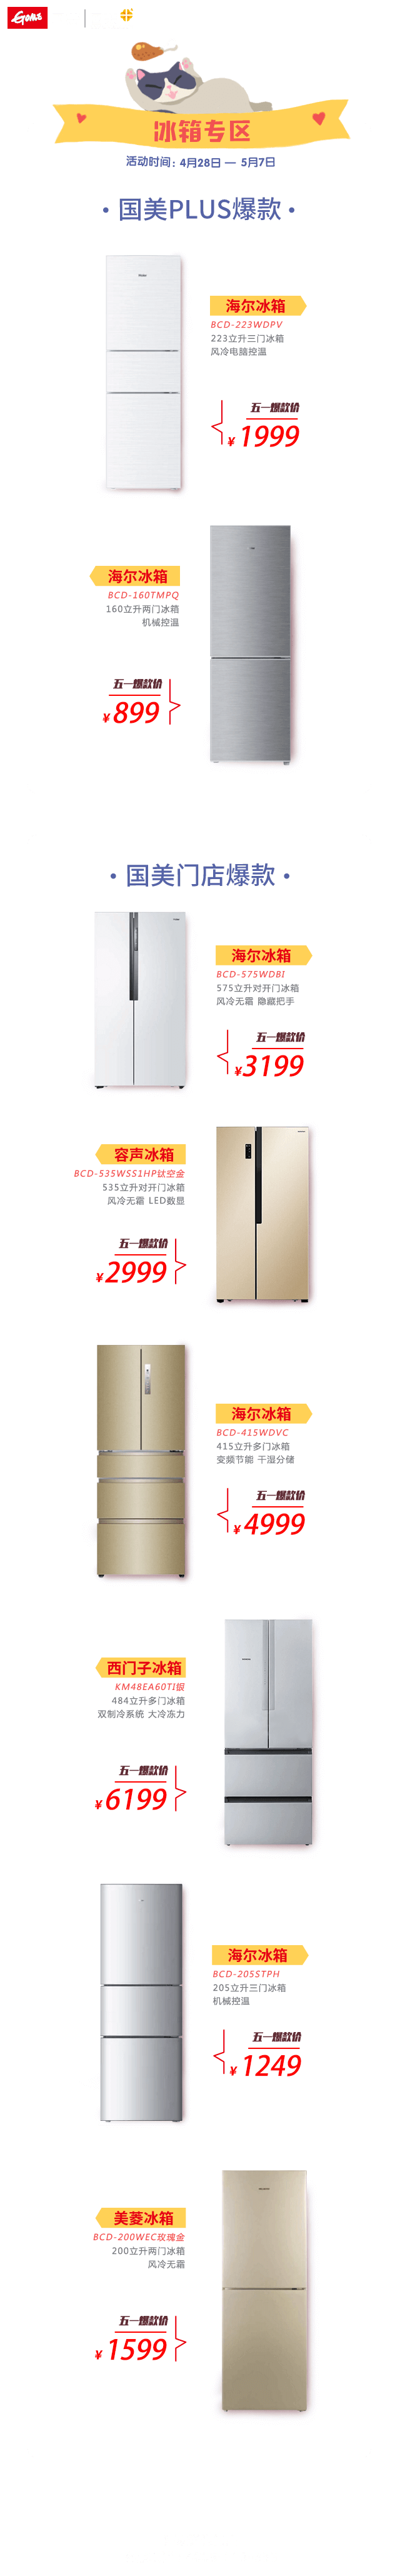 GOME
冰箱专区
活动时间：4月28日 — 5月7日
·国美PLUS爆款·
Haier
海尔冰箱
BCD-223WDPV
223立升三门冰箱
风冷电脑控温
五一爆款价
¥1999
海尔冰箱
BCD-160TMPQ
160立升两门冰箱
机械控温
五一爆款价
¥899
·国美门店爆款·
海尔冰箱
BCD-575WDBI
575立升对开门冰箱
风冷无霜 隐藏把手
五一爆款价
¥3199
容声冰箱
BCD-535WSS1HP钛空金
535立升对开门冰箱
风冷无霜 LED数显
五一爆款价
¥2999
海尔冰箱
BCD-415WDVC
415立升多门冰箱
变频节能 干湿分储
五一爆款价
¥4999
西门子冰箱
KM48EA60TI银
484立升多门冰箱
双制冷系统 大冷冻力
五一爆款价
¥6199
海尔冰箱
BCD-205STPH
205立升三门冰箱
机械控温
五一爆款价
¥1249
美菱冰箱
BCD-200WEC玫瑰金
200立升两门冰箱
风冷无霜
五一爆款价
¥1599